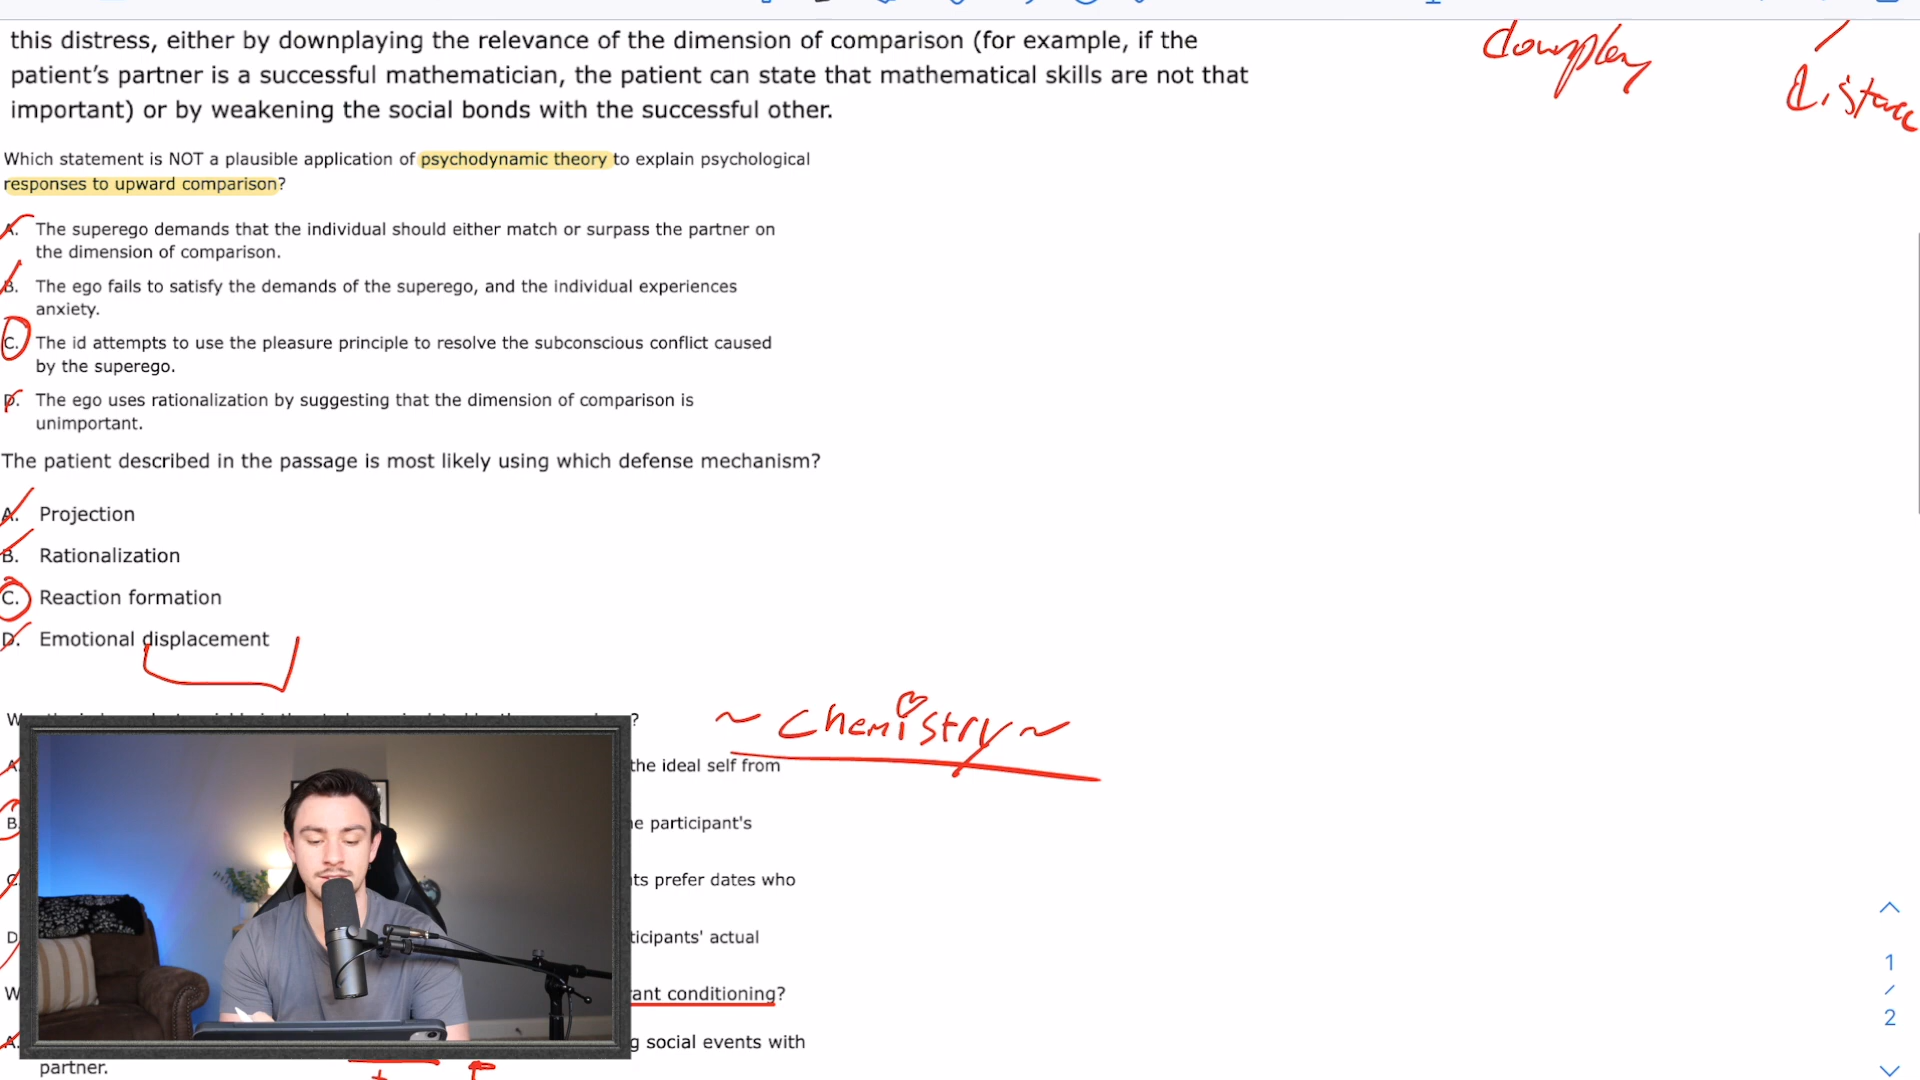 this distress, either by downplaying the relevance of the dimension of comparison (for example, if the
patient's partner is a successful mathematician, the patient can state that mathematical skills are not that
important) or by weakening the social bonds with the successful other.
downplay
distance
Which statement is NOT a plausible application of psychodynamic theory to explain psychological
responses to upward comparison?
A. The superego demands that the individual should either match or surpass the partner on
the dimension of comparison.
B. The ego fails to satisfy the demands of the superego, and the individual experiences
anxiety.
C. The id attempts to use the pleasure principle to resolve the subconscious conflict caused
by the superego.
D. The ego uses rationalization by suggesting that the dimension of comparison is
unimportant.
The patient described in the passage is most likely using which defense mechanism?
A. Projection
B. Rationalization
C. Reaction formation
D. Emotional displacement
~ Chemistry ~
W ?
A. the ideal self from
B. participant's
C. prefer dates who
D actual
W conditioning?
A. social events with
partner.
1
/
2